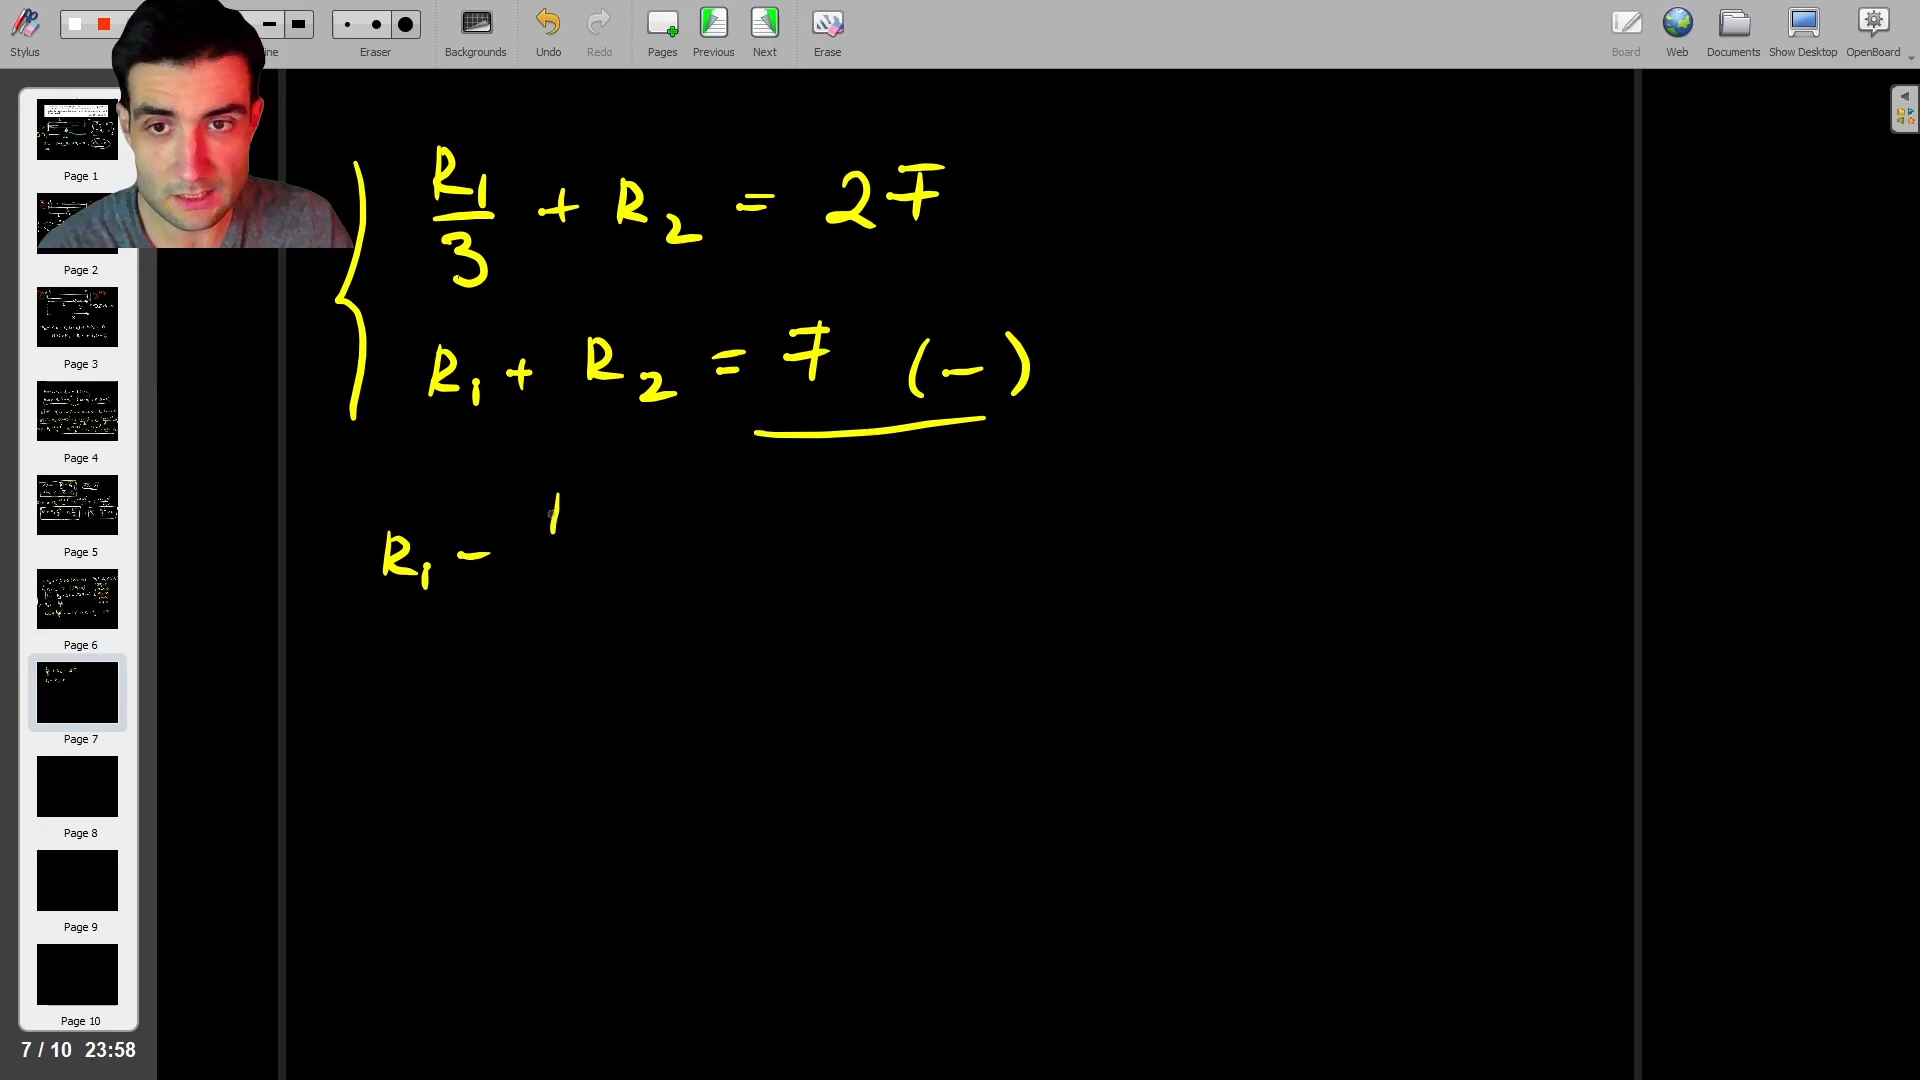 Stylus
ine
Eraser
Backgrounds
Undo
Redo
Pages
Previous
Next
Erase
Board
Web
Documents
Show Desktop
OpenBoard
Page 1
Page 2
Page 3
Page 4
Page 5
Page 6
Page 7
Page 8
Page 9
Page 10
7 / 10 23:58
R₁/3 + R₂ = 2F
R₁ + R₂ = F (-)
R₁ -